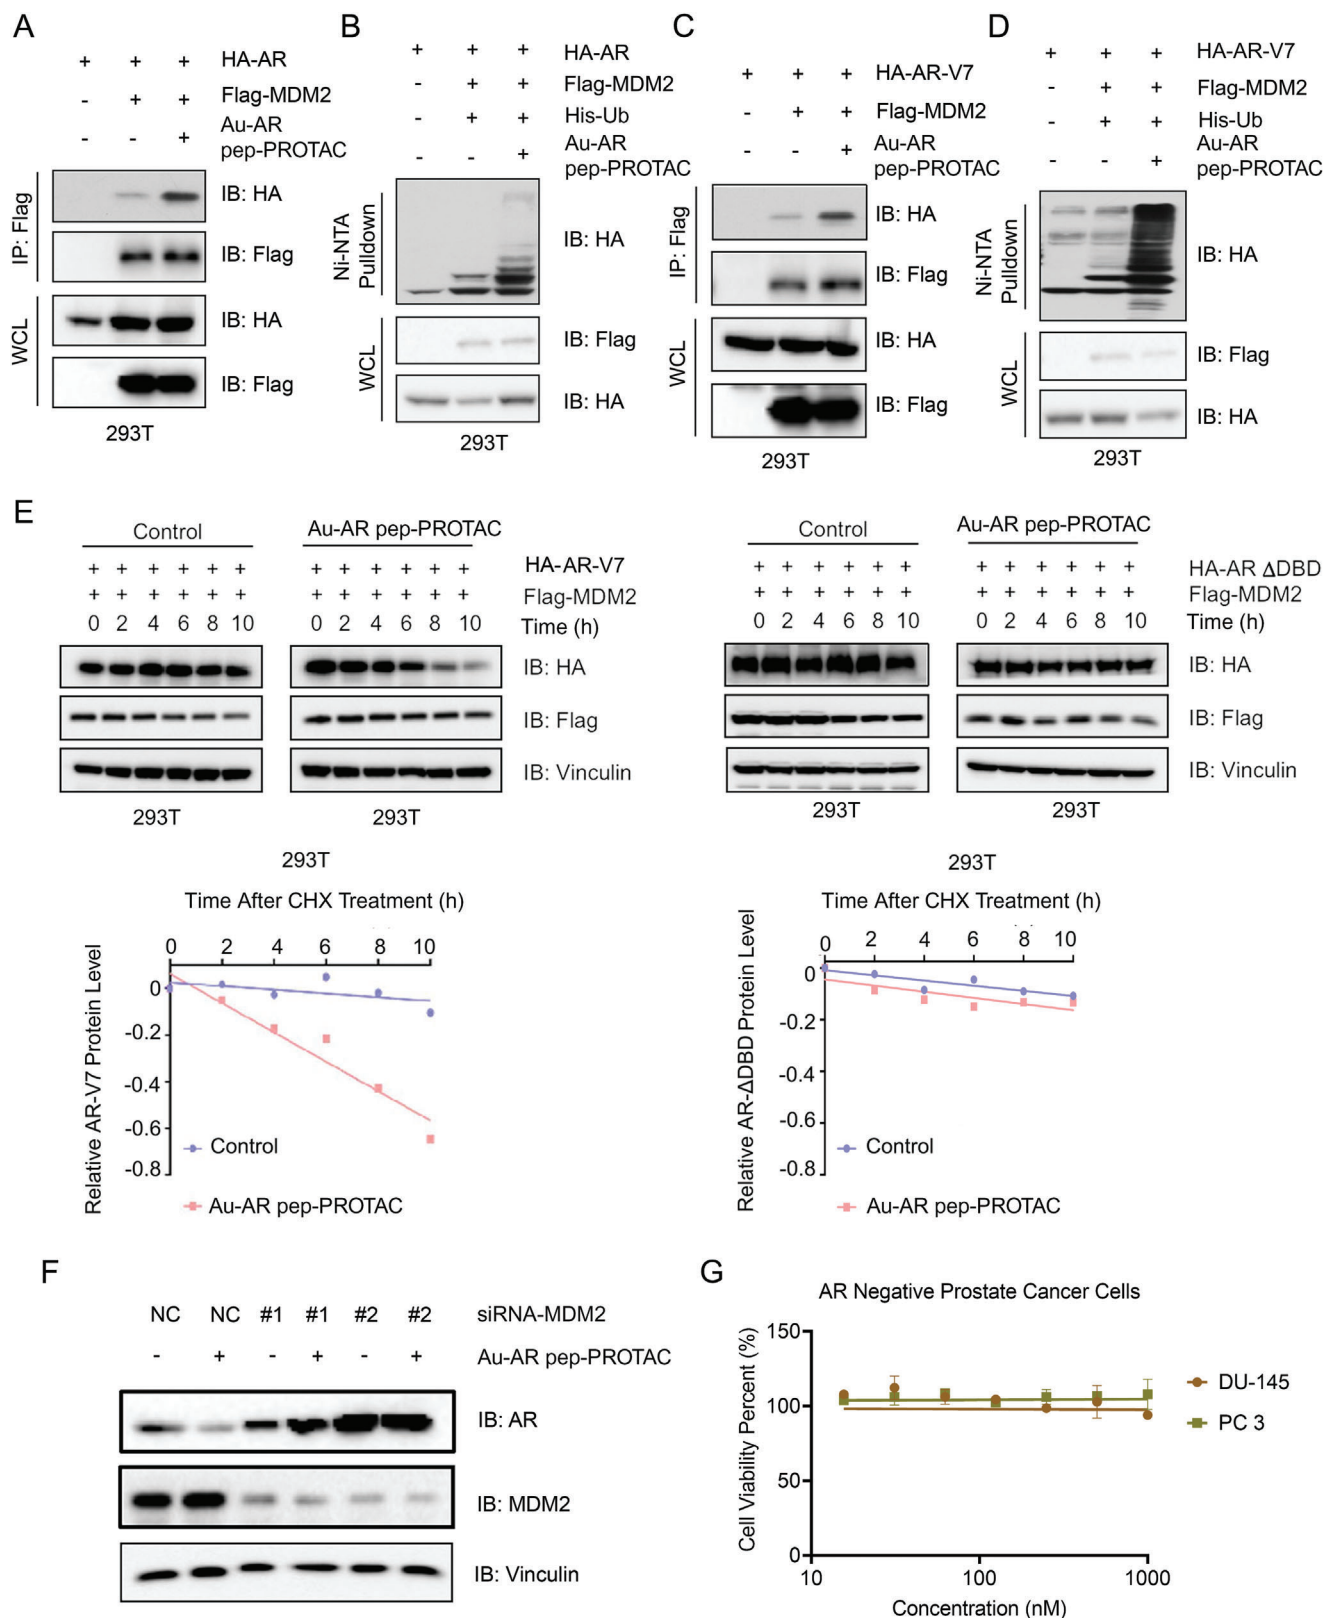 A
+ + + HA-AR
- + + Flag-MDM2
- - + Au-AR
pep-PROTAC
IP: Flag
IB: HA
IB: Flag
WCL
IB: HA
IB: Flag
293T
B
+ + + HA-AR
- + + Flag-MDM2
- + + His-Ub
- - + Au-AR
pep-PROTAC
Ni-NTA
Pulldown
IB: HA
WCL
IB: Flag
IB: HA
293T
C
+ + + HA-AR-V7
- + + Flag-MDM2
- - + Au-AR
pep-PROTAC
IP: Flag
IB: HA
IB: Flag
WCL
IB: HA
IB: Flag
293T
D
+ + + HA-AR-V7
- + + Flag-MDM2
- + + His-Ub
- - + Au-AR
pep-PROTAC
Ni-NTA
Pulldown
IB: HA
WCL
IB: Flag
IB: HA
293T
E
Control Au-AR pep-PROTAC
+ + + + + + + + + + + + HA-AR-V7
+ + + + + + + + + + + + Flag-MDM2
0 2 4 6 8 10 0 2 4 6 8 10 Time (h)
IB: HA
IB: Flag
IB: Vinculin
293T 293T
Control Au-AR pep-PROTAC
+ + + + + + + + + + + + HA-AR ΔDBD
+ + + + + + + + + + + + Flag-MDM2
0 2 4 6 8 10 0 2 4 6 8 10 Time (h)
IB: HA
IB: Flag
IB: Vinculin
293T 293T
293T
Time After CHX Treatment (h)
0 2 4 6 8 10
Relative AR-V7 Protein Level
0
-0.2
-0.4
-0.6
-0.8
Control
Au-AR pep-PROTAC
293T
Time After CHX Treatment (h)
0 2 4 6 8 10
Relative AR-ΔDBD Protein Level
0
-0.2
-0.4
-0.6
-0.8
Control
Au-AR pep-PROTAC
F
NC NC #1 #1 #2 #2 siRNA-MDM2
- + - + - + Au-AR pep-PROTAC
IB: AR
IB: MDM2
IB: Vinculin
G
AR Negative Prostate Cancer Cells
Cell Viability Percent (%)
150
100
50
0
10 100 1000
Concentration (nM)
DU-145
PC 3